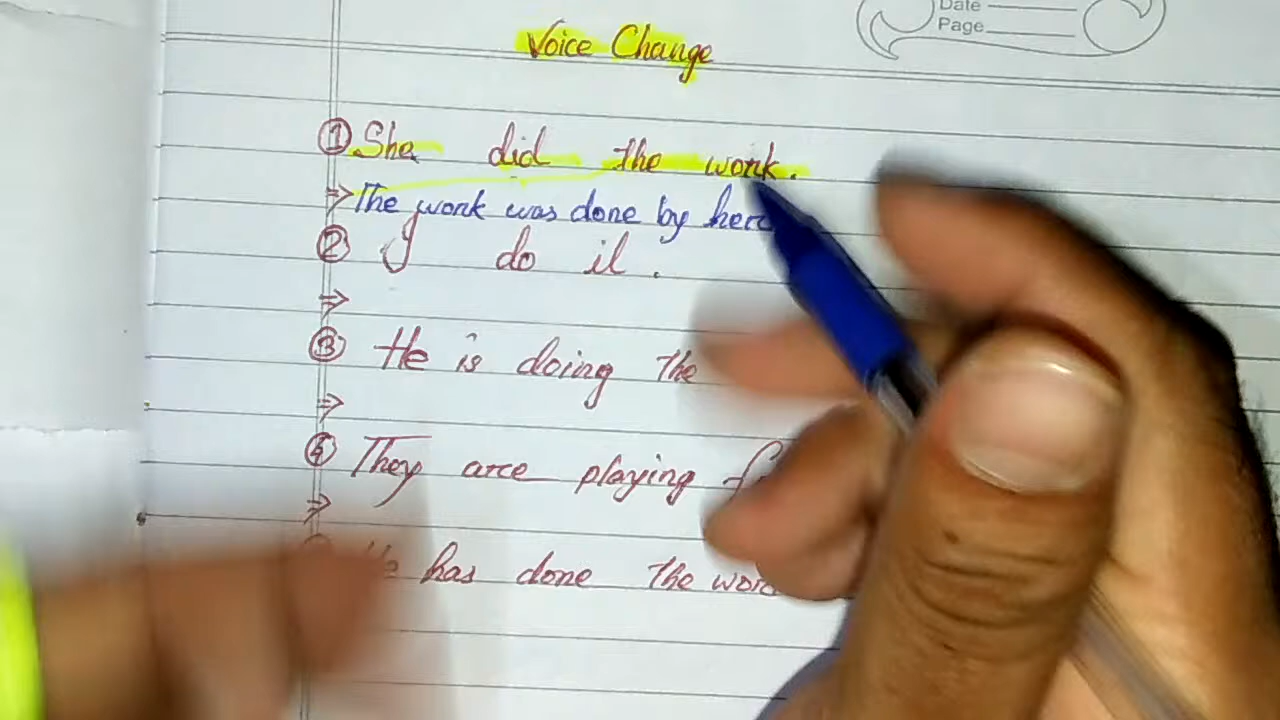 Date
Page
Voice Change
① She did the work.
⇒ The work was done by her
② I do it.
⇒
③ He is doing the
⇒
④ They are playing
⇒
has done the